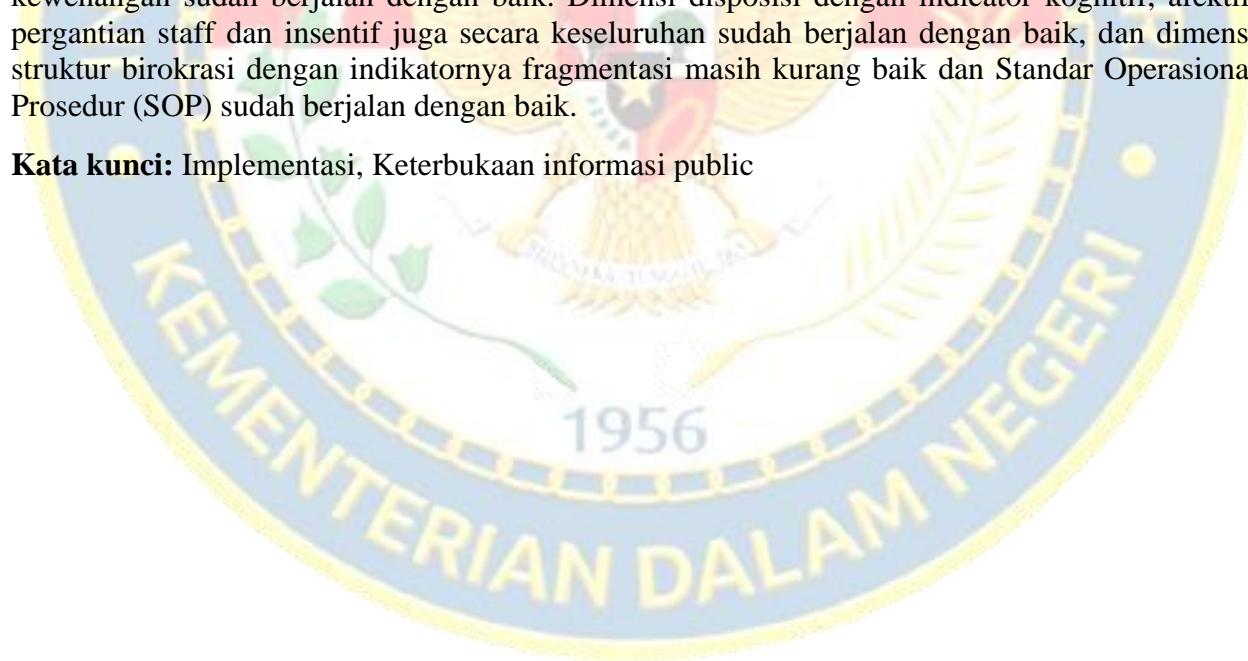 kewenangan sudah berjalan dengan baik. Dimensi disposisi dengan indicator kognitif, afektif
pergantian staff dan insentif juga secara keseluruhan sudah berjalan dengan baik, dan dimens
struktur birokrasi dengan indikatornya fragmentasi masih kurang baik dan Standar Operasiona
Prosedur (SOP) sudah berjalan dengan baik.
Kata kunci: Implementasi, Keterbukaan informasi public
1956
KEMENTERIAN DALAM NEGERI